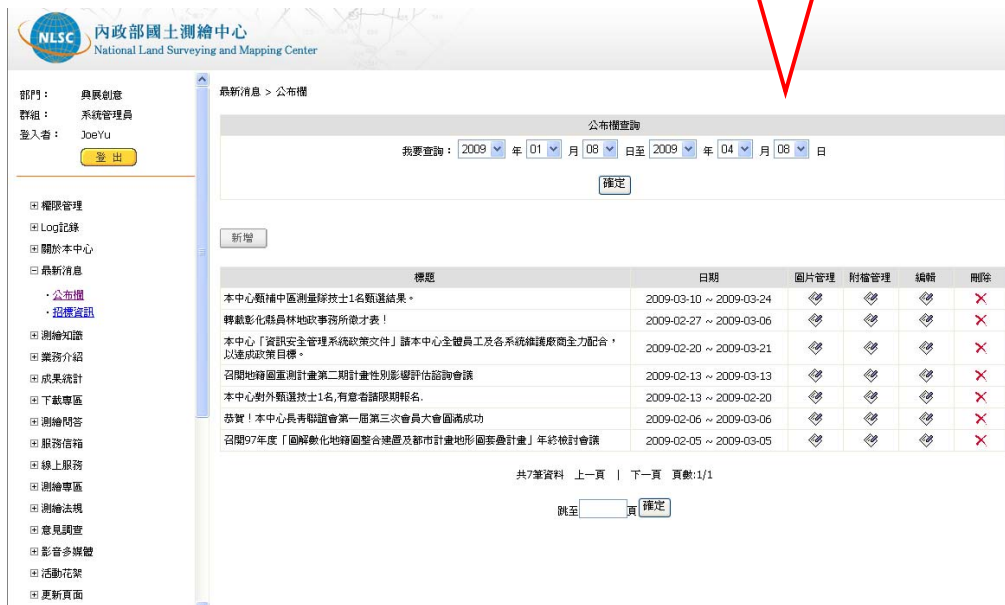 NLSC
內政部國土測繪中心
National Land Surveying and Mapping Center
部門： 典展創意
群組： 系統管理員
登入者： JoeYu
登 出
權限管理
Log記錄
關於本中心
最新消息
・公布欄
・招標資訊
測繪知識
業務介紹
成果統計
下載專區
測繪問答
服務信箱
線上服務
測繪專區
測繪法規
意見調查
影音多媒體
活動花絮
更新頁面
最新消息 > 公布欄
公布欄查詢
我要查詢： 2009 年 01 月 08 日至 2009 年 04 月 08 日
確定
新增
標題 日期 圖片管理 附檔管理 編輯 刪除
本中心甄補中區測量隊技士1名甄選結果。 2009-03-10 ~ 2009-03-24
轉載彰化縣員林地政事務所徵才表！ 2009-02-27 ~ 2009-03-06
本中心「資訊安全管理系統政策文件」請本中心全體員工及各系統維護廠商全力配合，
以達成政策目標。 2009-02-20 ~ 2009-03-21
召開地籍圖重測計畫第二期計畫性別影響評估諮詢會議 2009-02-13 ~ 2009-03-13
本中心對外甄選技士1名,有意者請限期報名. 2009-02-13 ~ 2009-02-20
恭賀！本中心長青聯誼會第一屆第三次會員大會圓滿成功 2009-02-06 ~ 2009-03-06
召開97年度「圖解數化地籍圖整合建置及都市計畫地形圖套疊計畫」年終檢討會議 2009-02-05 ~ 2009-03-05
共7筆資料 上一頁 | 下一頁 頁數:1/1
跳至 頁 確定